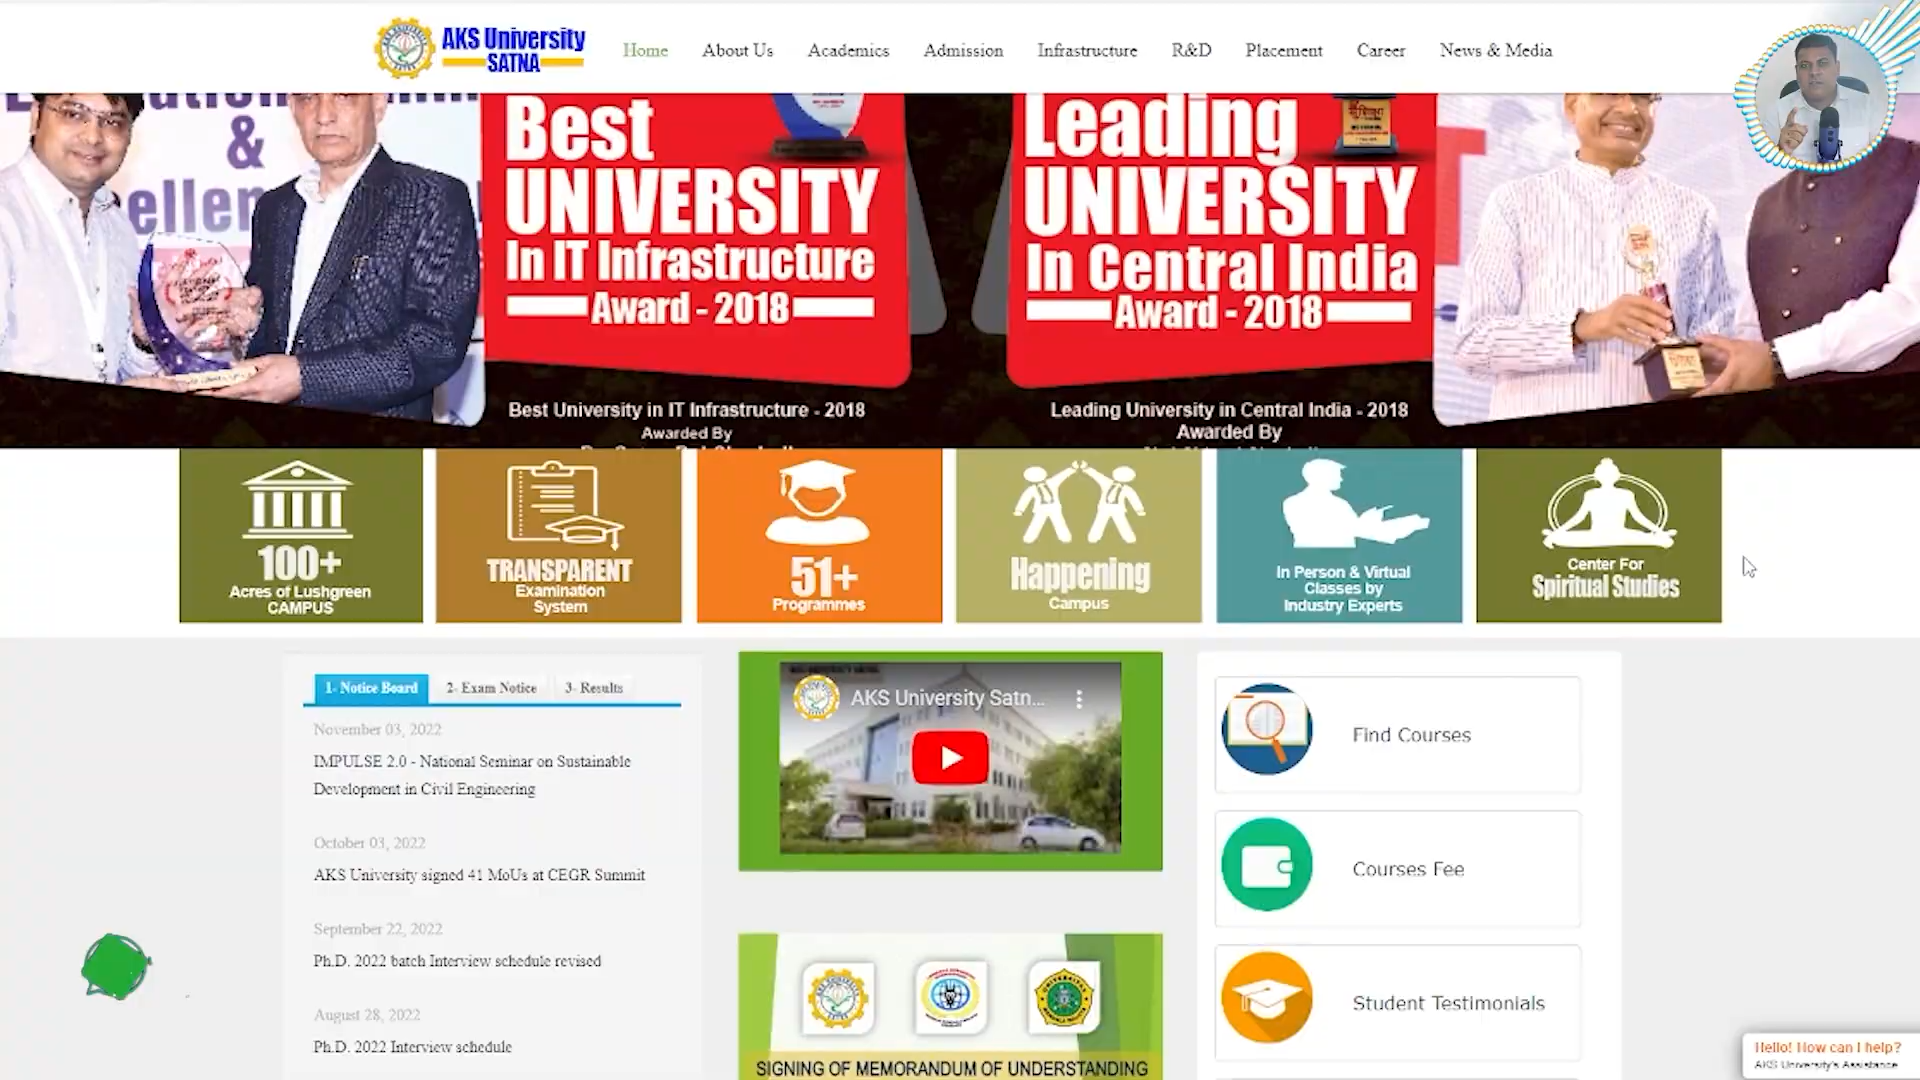 AKS University
SATNA
Home
About Us
Academics
Admission
Infrastructure
R&D
Placement
Career
News & Media
&
Best
UNIVERSITY
In IT Infrastructure
Award - 2018
Leading
UNIVERSITY
In Central India
Award - 2018
Best University in IT Infrastructure - 2018
Awarded By
Leading University in Central India - 2018
Awarded By
100+
Acres of Lushgreen
CAMPUS
TRANSPARENT
Examination
System
51+
Programmes
Happening
Campus
In Person & Virtual
Classes by
Industry Experts
Center For
Spiritual Studies
1- Notice Board
2- Exam Notice
3- Results
November 03, 2022
IMPULSE 2.0 - National Seminar on Sustainable
Development in Civil Engineering
October 03, 2022
AKS University signed 41 MoUs at CEGR Summit
September 22, 2022
Ph.D. 2022 batch Interview schedule revised
August 28, 2022
Ph.D. 2022 Interview schedule
AKS University Satn...
SIGNING OF MEMORANDUM OF UNDERSTANDING
Find Courses
Courses Fee
Student Testimonials
Hello! How can I help?
AKS University's Assistance